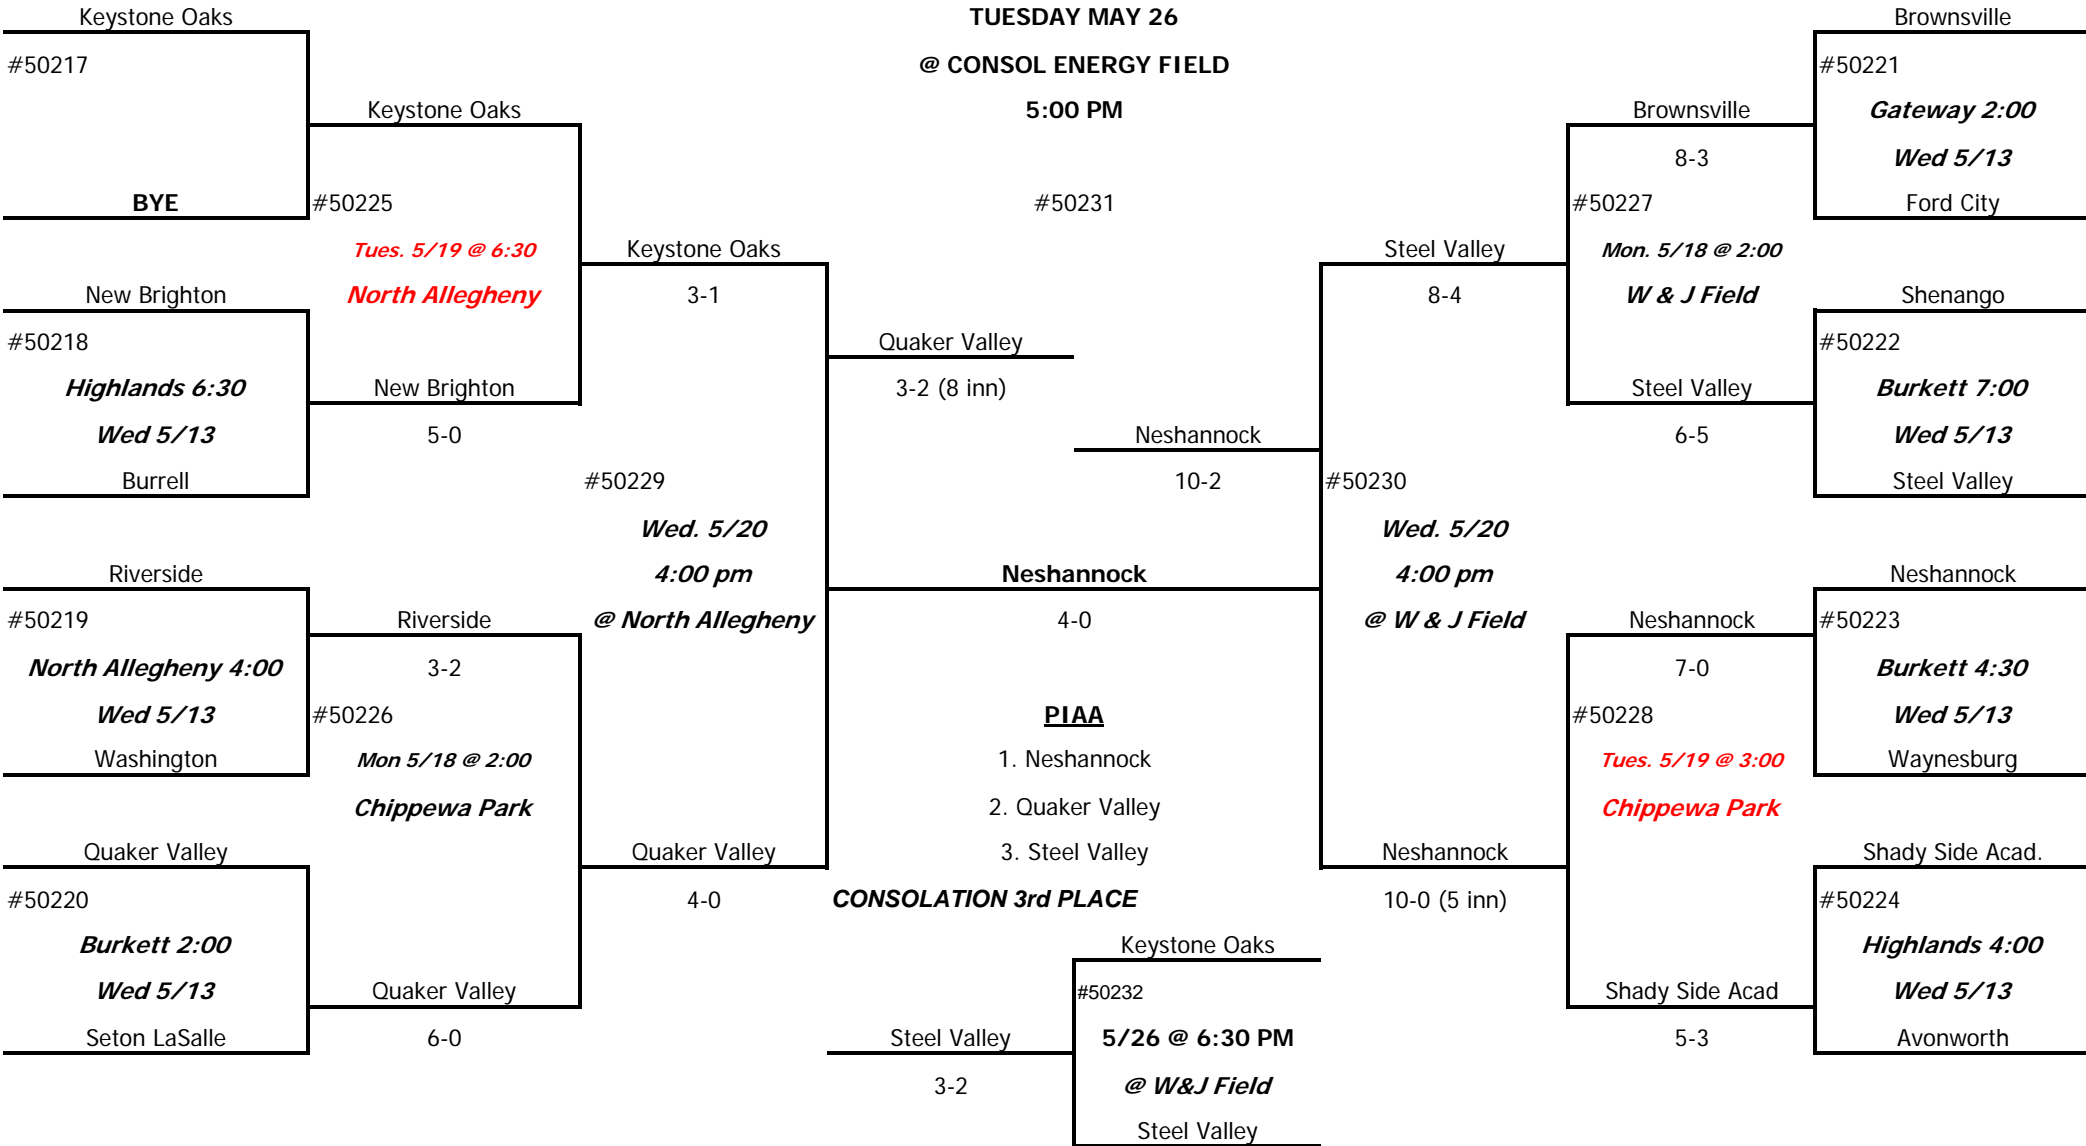 Keystone Oaks
TUESDAY MAY 26
Brownsville
#50217
@ CONSOL ENERGY FIELD
#50221
Keystone Oaks
5:00 PM
Brownsville
Gateway 2:00
8-3
Wed 5/13
BYE
#50225
#50231
#50227
Ford City
Tues. 5/19 @ 6:30
Keystone Oaks
Steel Valley
Mon. 5/18 @ 2:00
New Brighton
North Allegheny
3-1
8-4
W & J Field
Shenango
#50218
Quaker Valley
#50222
Highlands 6:30
New Brighton
3-2 (8 inn)
Steel Valley
Burkett 7:00
Wed 5/13
5-0
Neshannock
6-5
Wed 5/13
Burrell
#50229
10-2
#50230
Steel Valley
Wed. 5/20
Wed. 5/20
Riverside
4:00 pm
Neshannock
4:00 pm
Neshannock
#50219
Riverside
@ North Allegheny
4-0
@ W & J Field
Neshannock
#50223
North Allegheny 4:00
3-2
7-0
Burkett 4:30
Wed 5/13
#50226
PIAA
#50228
Wed 5/13
Washington
Mon 5/18 @ 2:00
1. Neshannock
Tues. 5/19 @ 3:00
Waynesburg
Chippewa Park
2. Quaker Valley
Chippewa Park
Quaker Valley
Quaker Valley
3. Steel Valley
Neshannock
Shady Side Acad.
#50220
4-0
CONSOLATION 3rd PLACE
10-0 (5 inn)
#50224
Burkett 2:00
Keystone Oaks
Highlands 4:00
Wed 5/13
Quaker Valley
#50232
Shady Side Acad
Wed 5/13
Seton LaSalle
6-0
Steel Valley
5/26 @ 6:30 PM
5-3
Avonworth
3-2
@ W&J Field
Steel Valley